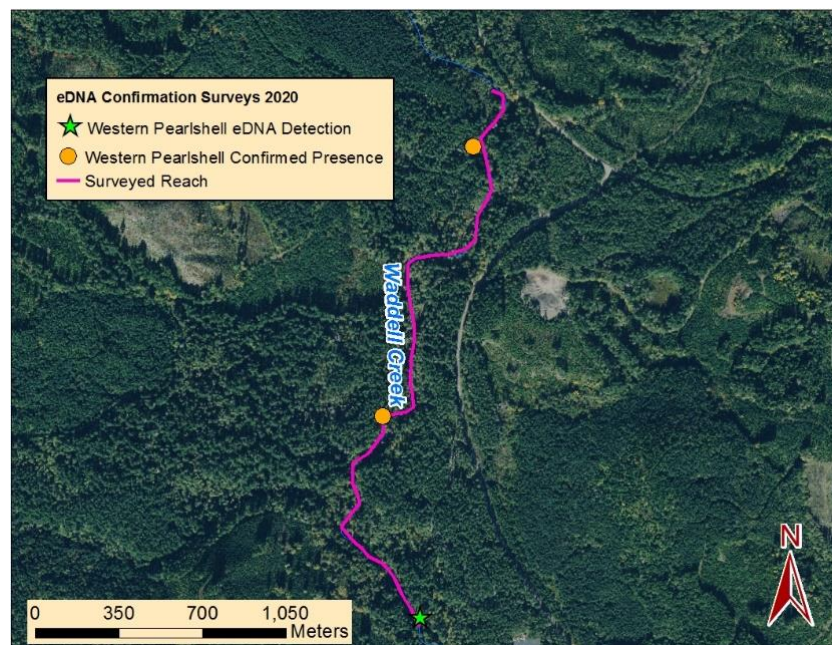 eDNA Confirmation Surveys 2020
Western Pearlshell eDNA Detection
Western Pearlshell Confirmed Presence
Surveyed Reach
Waddell Creek
N
0 350 700 1,050
Meters